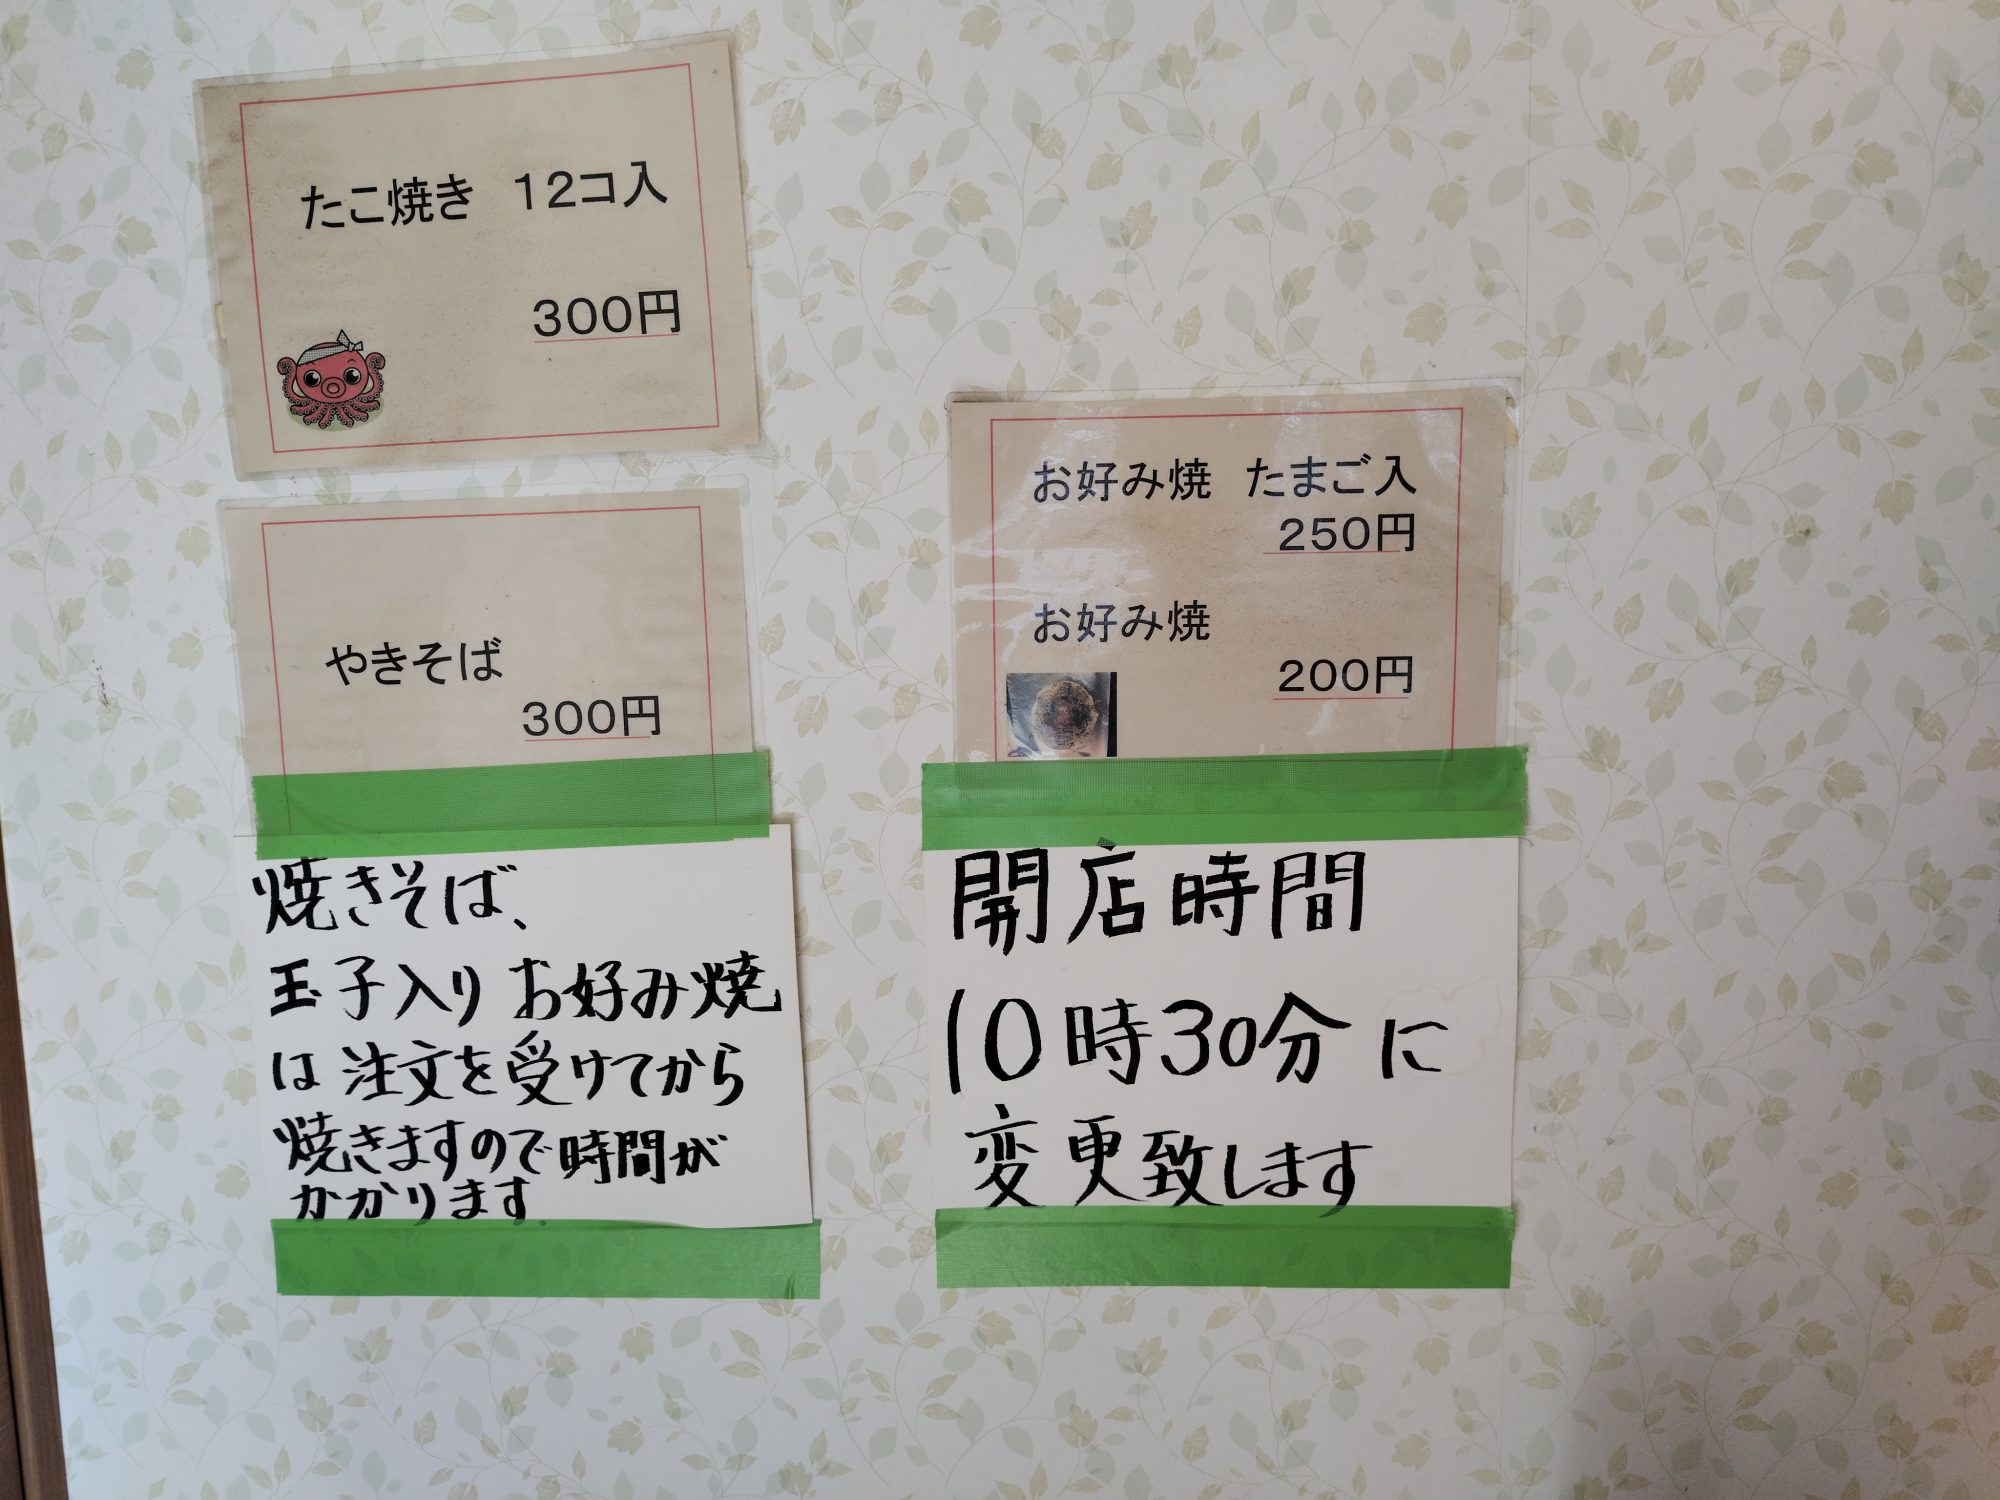 たこ焼き　12コ入
300円
やきそば
300円
焼きそば、
玉子入り お好み焼
は 注文を受けてから
焼きますので時間が
かかります
お好み焼　たまご入
250円
お好み焼
200円
開店時間
10時30分に
変更致します